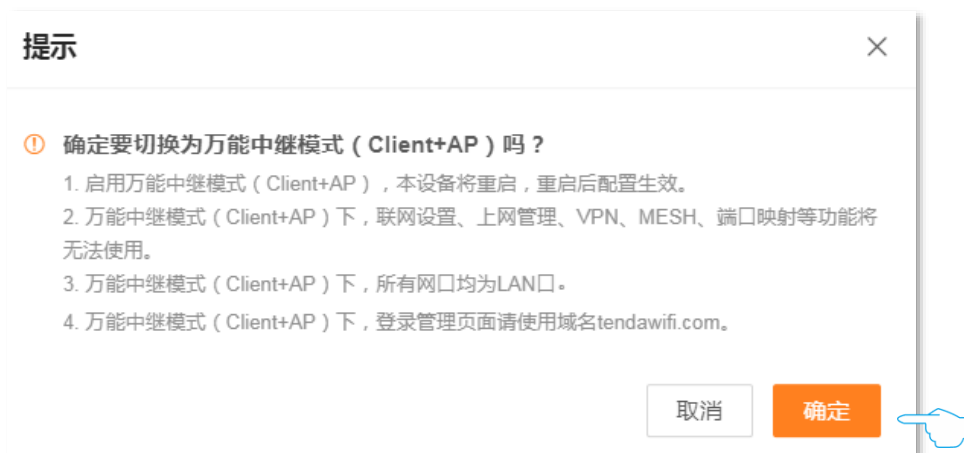 提示
确定要切换为万能中继模式（Client+AP）吗？
1. 启用万能中继模式（Client+AP），本设备将重启，重启后配置生效。
2. 万能中继模式（Client+AP）下，联网设置、上网管理、VPN、MESH、端口映射等功能将
无法使用。
3. 万能中继模式（Client+AP）下，所有网口均为LAN口。
4. 万能中继模式（Client+AP）下，登录管理页面请使用域名tendawifi.com。
取消 确定